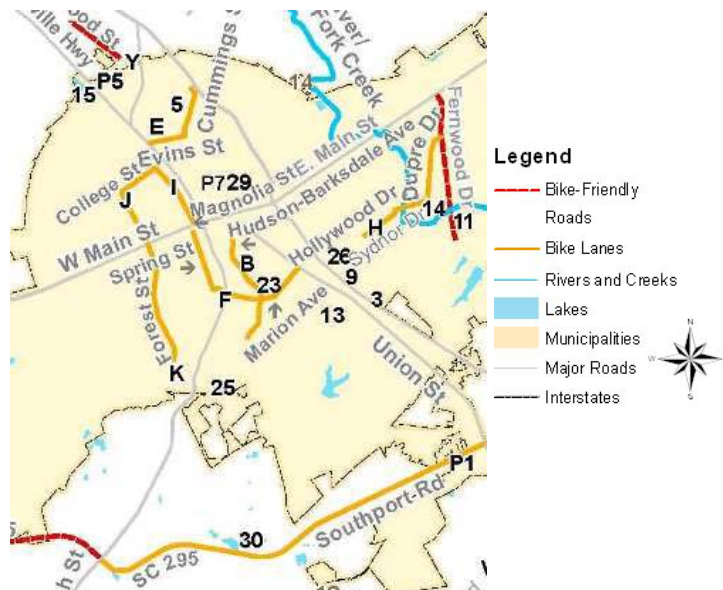 ood St
ille Hwy
Y
P5
15
5
Cummings S
ver/
Fork Creek
14
E
Evins St
College St
I
J
P7 29
Magnolia St
E. Main St
Hudson-Barksdale Ave
Dupre Dr
Fernwood Dr
W Main St
Spring St
Forest St
B
Hollywood Dr
H
Sydnor Dr
14
11
26
9
23
F
3
13
Marion Ave
Union St
K
25
P1
Southport-Rd
30
SC 295
h St
Legend
Bike-Friendly
Roads
Bike Lanes
Rivers and Creeks
Lakes
Municipalities
Major Roads
Interstates
N
W
E
S